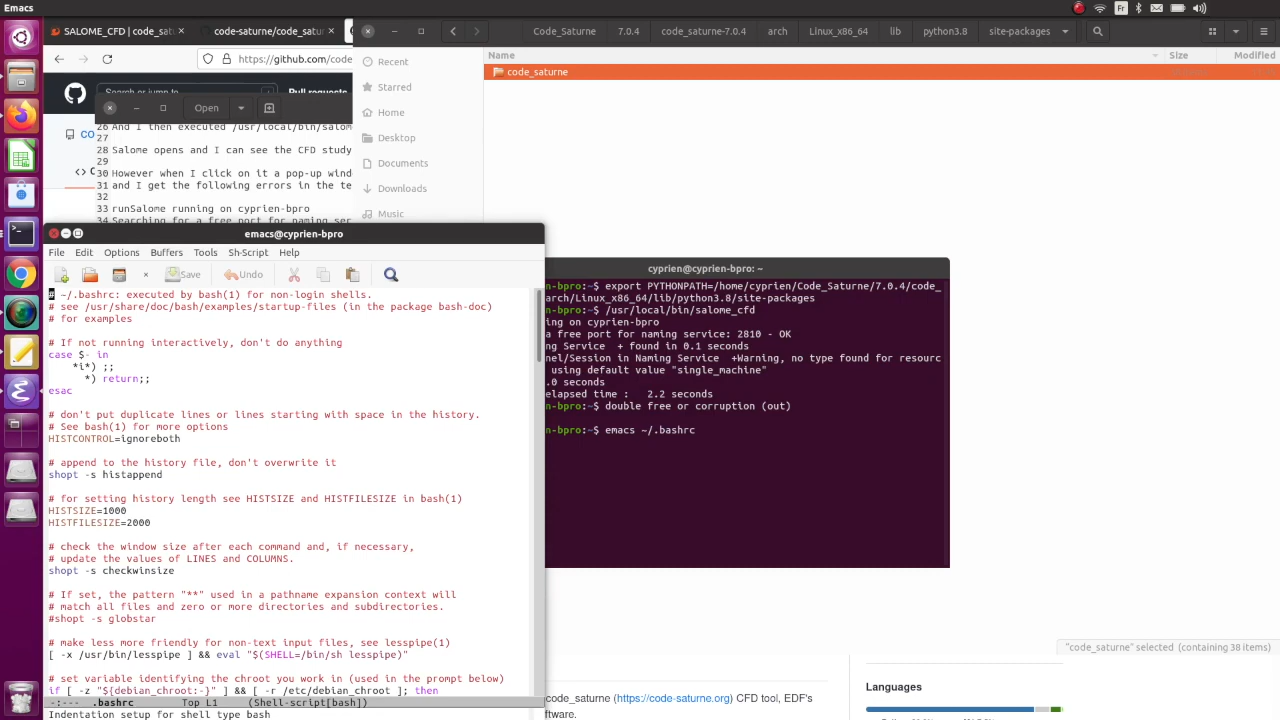 Emacs
Fr
SALOME_CFD | code_sat
code-saturne/code_satur
Code_Saturne
7.0.4
code_saturne-7.0.4
arch
Linux_x86_64
lib
python3.8
site-packages
https://github.com/code
Search or jump to
Pull requests
Open
CO
Recent
Starred
Home
Desktop
Documents
Downloads
Music
Name
Size
Modified
code_saturne
26 And I then executed /usr/local/bin/salome
27
28 Salome opens and I can see the CFD study
29
30 However when I click on it a pop-up wind
31 and I get the following errors in the te
32
33 runSalome running on cyprien-bpro
34 Searching for a free port for naming ser
emacs@cyprien-bpro
File Edit Options Buffers Tools Sh-Script Help
Save
Undo
# ~/.bashrc: executed by bash(1) for non-login shells.
# see /usr/share/doc/bash/examples/startup-files (in the package bash-doc)
# for examples
# If not running interactively, don't do anything
case $- in
*i*) ;;
*) return;;
esac
# don't put duplicate lines or lines starting with space in the history.
# See bash(1) for more options
HISTCONTROL=ignoreboth
# append to the history file, don't overwrite it
shopt -s histappend
# for setting history length see HISTSIZE and HISTFILESIZE in bash(1)
HISTSIZE=1000
HISTFILESIZE=2000
# check the window size after each command and, if necessary,
# update the values of LINES and COLUMNS.
shopt -s checkwinsize
# If set, the pattern "**" used in a pathname expansion context will
# match all files and zero or more directories and subdirectories.
#shopt -s globstar
# make less more friendly for non-text input files, see lesspipe(1)
[ -x /usr/bin/lesspipe ] && eval "$(SHELL=/bin/sh lesspipe)"
# set variable identifying the chroot you work in (used in the prompt below)
if [ -z "${debian_chroot:-}" ] && [ -r /etc/debian_chroot ]; then
-:--- .bashrc Top L1 (Shell-script[bash])
Indentation setup for shell type bash
cyprien@cyprien-bpro: ~
n-bpro:~$ export PYTHONPATH=/home/cyprien/Code_Saturne/7.0.4/code_
arch/Linux_x86_64/lib/python3.8/site-packages
n-bpro:~$ /usr/local/bin/salome_cfd
ing on cyprien-bpro
a free port for naming service: 2810 - OK
ing Service + found in 0.1 seconds
nel/Session in Naming Service +Warning, no type found for resourc
using default value "single_machine"
.0 seconds
elapsed time : 2.2 seconds
n-bpro:~$ double free or corruption (out)
n-bpro:~$ emacs ~/.bashrc
"code_saturne" selected (containing 38 items)
code_saturne (https://code-saturne.org) CFD tool, EDF's
ftware.
Languages